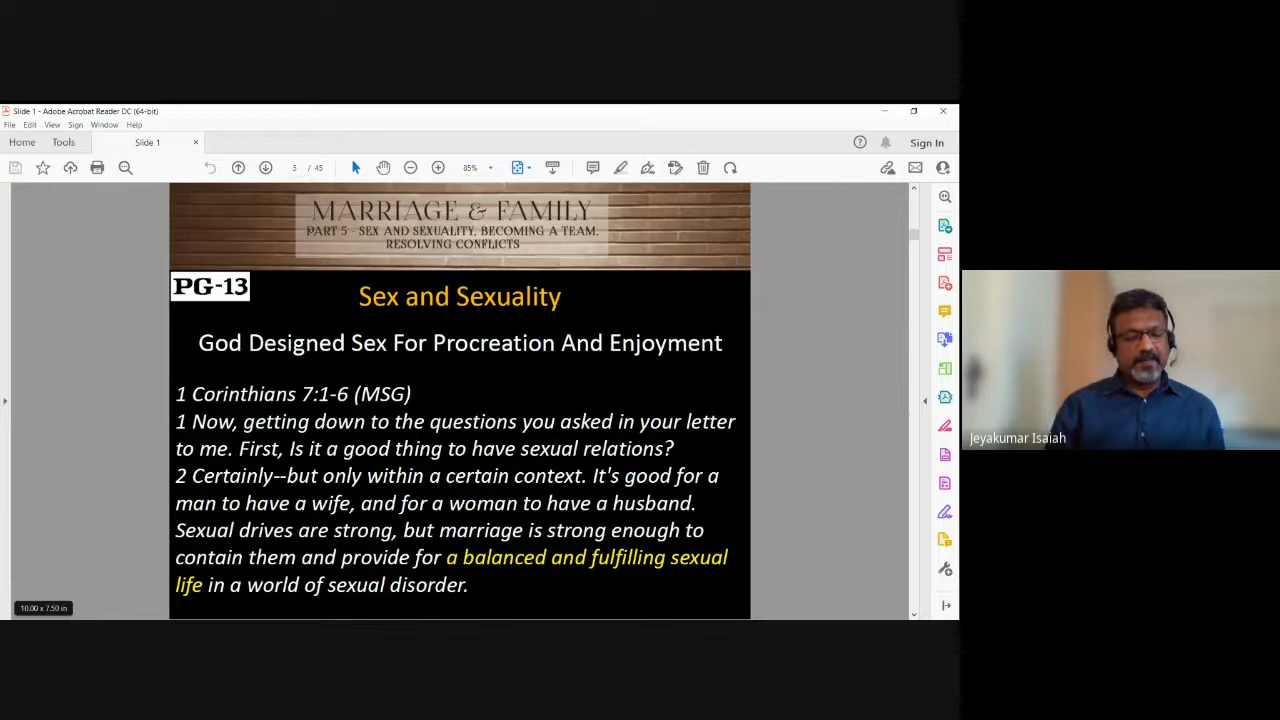 Slide 1 - Adobe Acrobat Reader DC (64-bit)
File Edit View Sign Window Help
Home Tools Slide 1 × Sign In
5 / 45 85%
MARRIAGE & FAMILY
PART 5 - SEX AND SEXUALITY, BECOMING A TEAM,
RESOLVING CONFLICTS
PG-13
Sex and Sexuality
God Designed Sex For Procreation And Enjoyment
1 Corinthians 7:1-6 (MSG)
1 Now, getting down to the questions you asked in your letter
to me. First, Is it a good thing to have sexual relations?
2 Certainly--but only within a certain context. It's good for a
man to have a wife, and for a woman to have a husband.
Sexual drives are strong, but marriage is strong enough to
contain them and provide for a balanced and fulfilling sexual
life in a world of sexual disorder.
10.00 x 7.50 in
Jeyakumar Isaiah